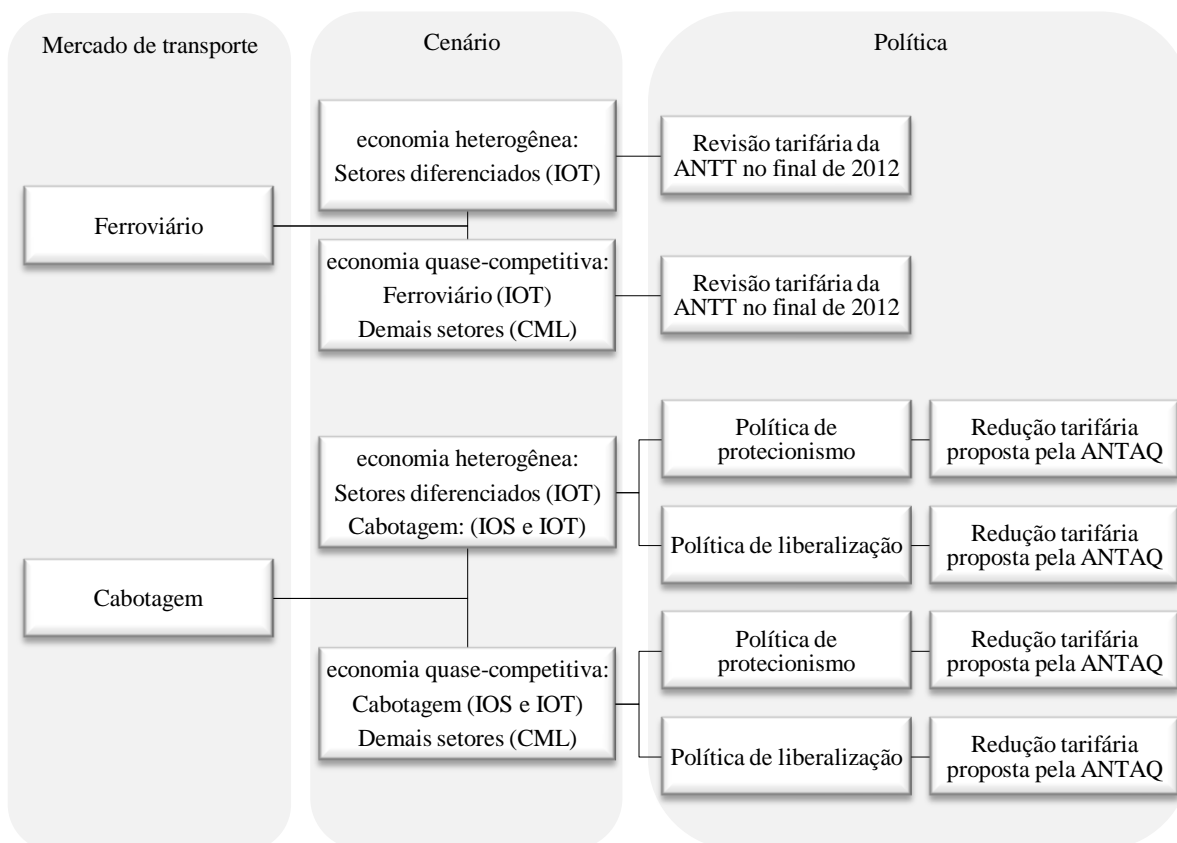 Mercado de transporte
Cenário
Política
Ferroviário
economia heterogênea:
Setores diferenciados (IOT)
Revisão tarifária da
ANTT no final de 2012
economia quase-competitiva:
Ferroviário (IOT)
Demais setores (CML)
Revisão tarifária da
ANTT no final de 2012
Cabotagem
economia heterogênea:
Setores diferenciados (IOT)
Cabotagem: (IOS e IOT)
Política de
protecionismo
Redução tarifária
proposta pela ANTAQ
Política de liberalização
Redução tarifária
proposta pela ANTAQ
economia quase-competitiva:
Cabotagem (IOS e IOT)
Demais setores (CML)
Política de
protecionismo
Redução tarifária
proposta pela ANTAQ
Política de liberalização
Redução tarifária
proposta pela ANTAQ